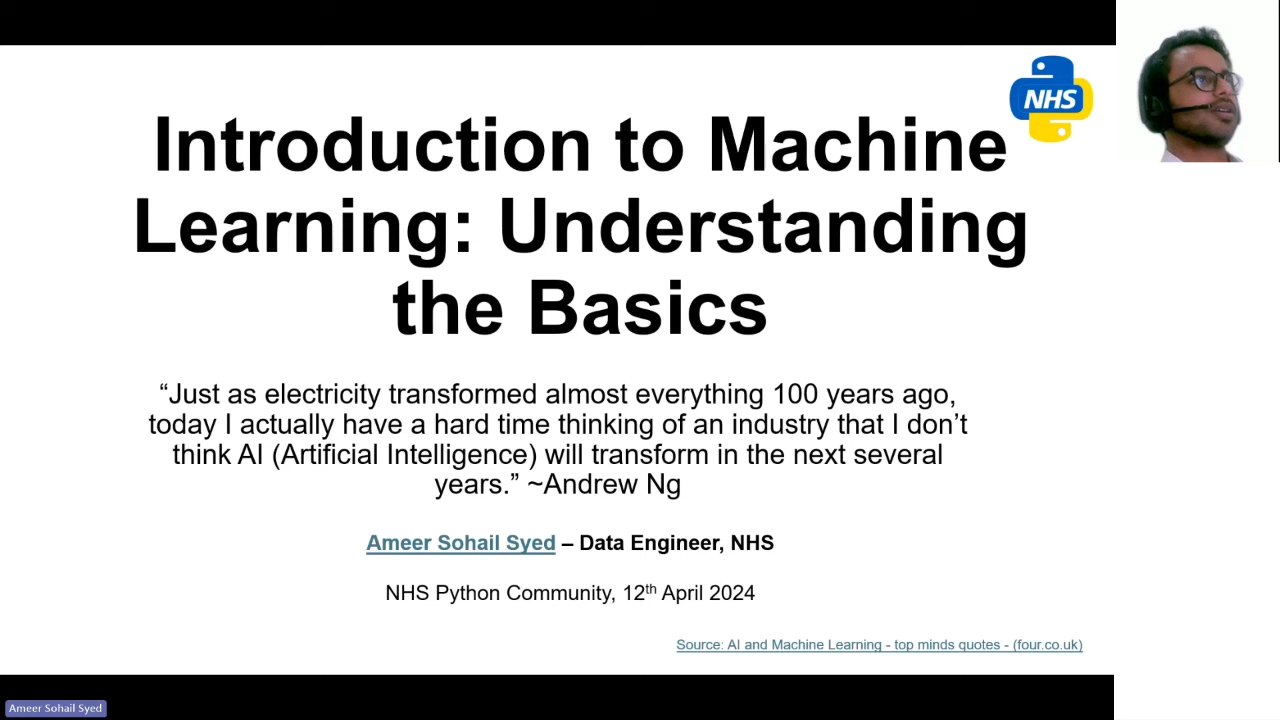 NHS
Introduction to Machine
Learning: Understanding
the Basics
“Just as electricity transformed almost everything 100 years ago,
today I actually have a hard time thinking of an industry that I don’t
think AI (Artificial Intelligence) will transform in the next several
years.” ~Andrew Ng
Ameer Sohail Syed – Data Engineer, NHS
NHS Python Community, 12th April 2024
Source: AI and Machine Learning - top minds quotes - (four.co.uk)
Ameer Sohail Syed